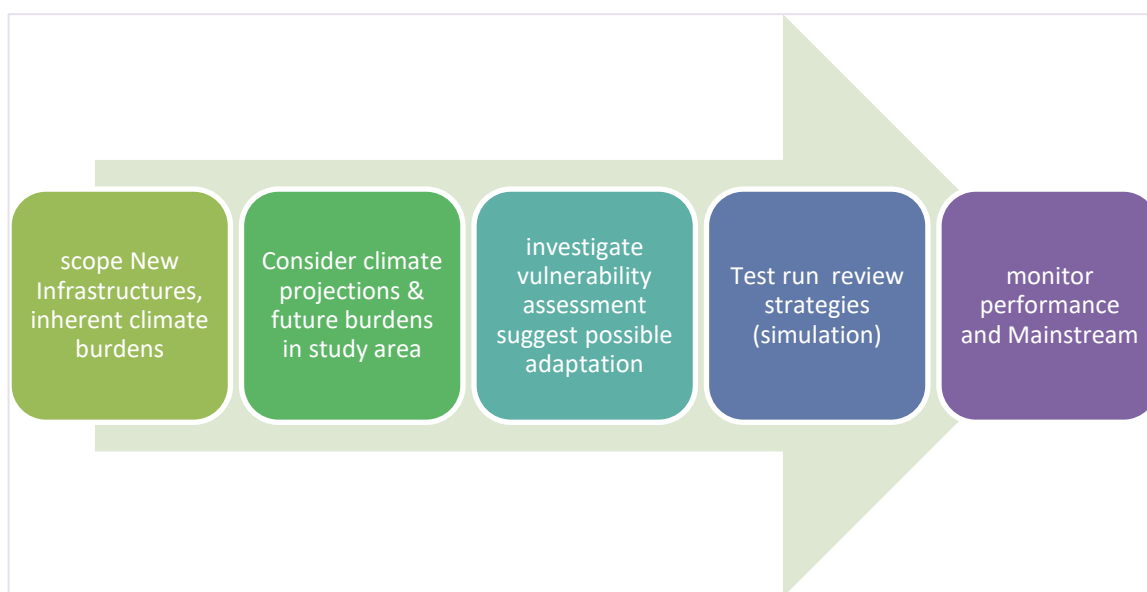 scope New
Infrastructures,
inherent climate
burdens
Consider climate
projections &
future burdens
in study area
investigate
vulnerability
assessment
suggest possible
adaptation
Test run  review
strategies
(simulation)
monitor
performance
and Mainstream